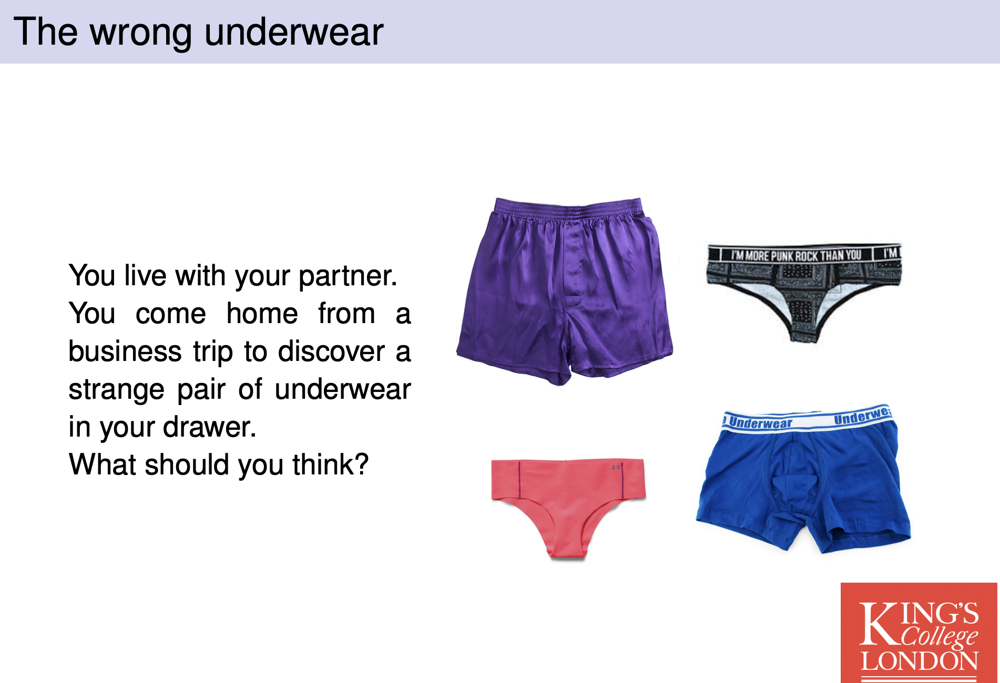 The wrong underwear
You live with your partner.
You come home from a
business trip to discover a
strange pair of underwear
in your drawer.
What should you think?
I'M MORE PUNK ROCK THAN YOU I'M
Underwear Underwe
KING'S
College
LONDON